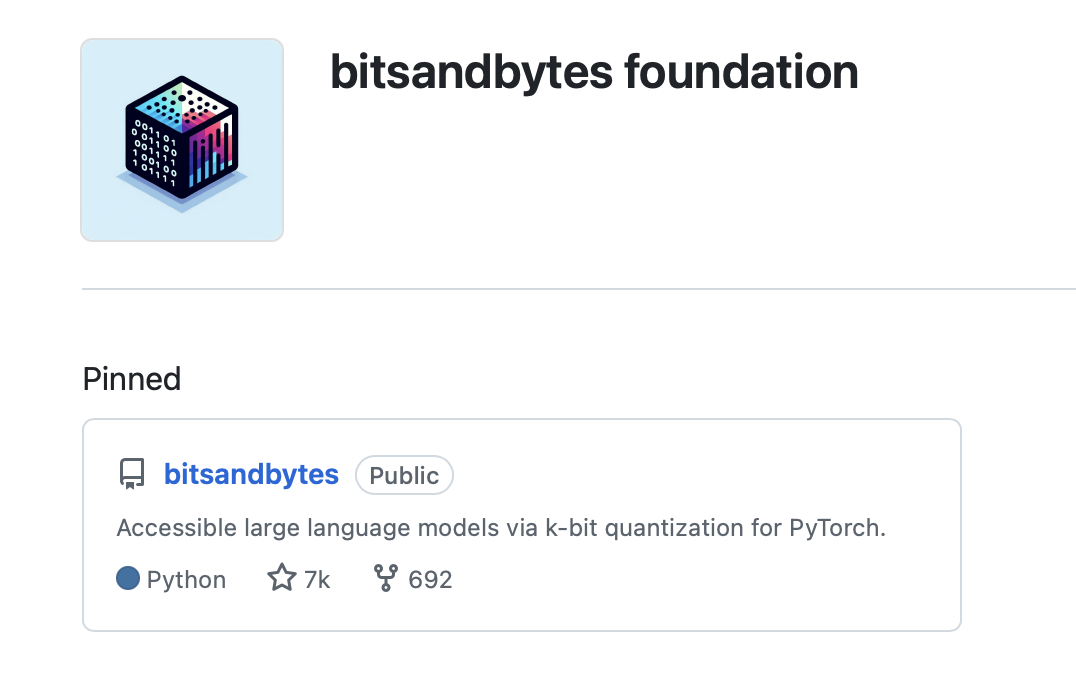 bitsandbytes foundation
Pinned
bitsandbytes Public
Accessible large language models via k-bit quantization for PyTorch.
Python 7k 692